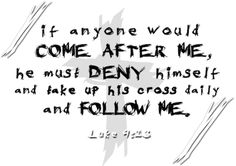 if anyone would
COME AFTER ME,
he must DENY himself
and take up his cross daily
and FOLLOW ME.
Luke 9:23